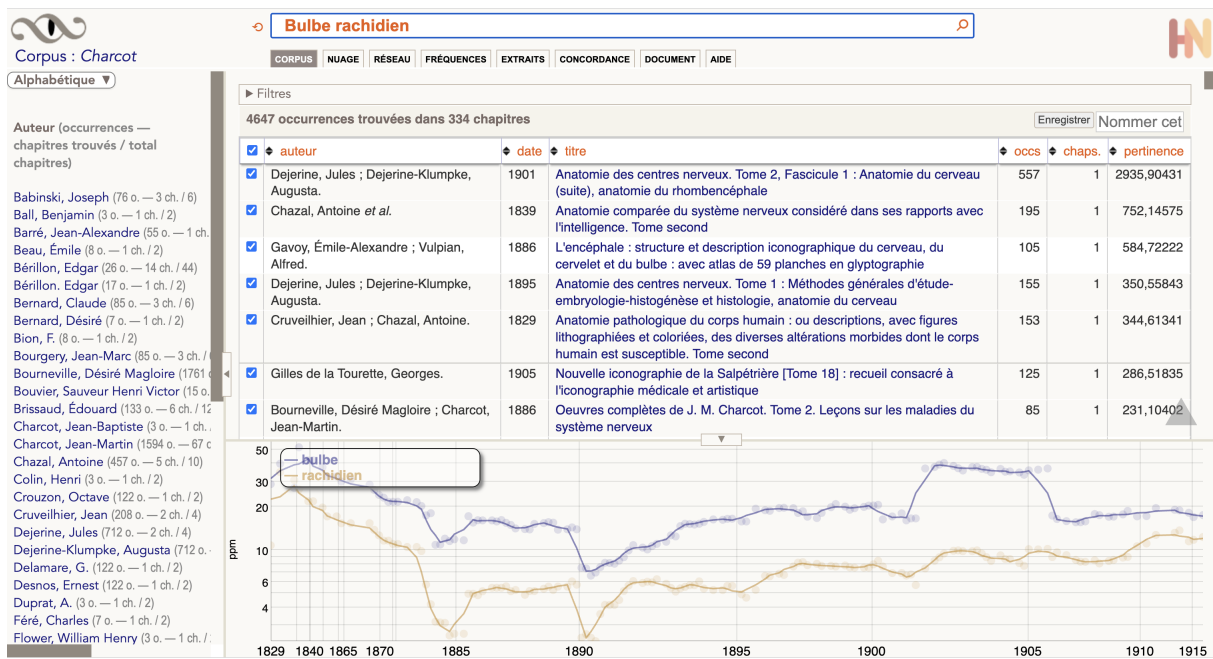 Bulbe rachidien
HN
Corpus : Charcot
CORPUS NUAGE RÉSEAU FRÉQUENCES EXTRAITS CONCORDANCE DOCUMENT AIDE
Alphabétique ▼
Auteur (occurrences —
chapitres trouvés / total
chapitres)
Babinski, Joseph (76 o. — 3 ch. / 6)
Ball, Benjamin (3 o. — 1 ch. / 2)
Barré, Jean-Alexandre (55 o. — 1 ch.
Beau, Émile (8 o. — 1 ch. / 2)
Bérillon, Edgar (26 o. — 14 ch. / 44)
Bérillon. Edgar (17 o. — 1 ch. / 2)
Bernard, Claude (85 o. — 3 ch. / 6)
Bernard, Désiré (7 o. — 1 ch. / 2)
Bion, F. (8 o. — 1 ch. / 2)
Bourgery, Jean-Marc (85 o. — 3 ch. /
Bourneville, Désiré Magloire (1761
Bouvier, Sauveur Henri Victor (15 o.
Brissaud, Édouard (133 o. — 6 ch. / 12
Charcot, Jean-Baptiste (3 o. — 1 ch.
Charcot, Jean-Martin (1594 o. — 67
Chazal, Antoine (457 o. — 5 ch. / 10)
Colin, Henri (3 o. — 1 ch. / 2)
Crouzon, Octave (122 o. — 1 ch. / 2)
Cruveilhier, Jean (208 o. — 2 ch. / 4)
Dejerine, Jules (712 o. — 2 ch. / 4)
Dejerine-Klumpke, Augusta (712 o.
Delamare, G. (122 o. — 1 ch. / 2)
Desnos, Ernest (122 o. — 1 ch. / 2)
Duprat, A. (3 o. — 1 ch. / 2)
Féré, Charles (7 o. — 1 ch. / 2)
Flower, William Henry (3 o. — 1 ch. /
▶ Filtres
4647 occurrences trouvées dans 334 chapitres
Enregistrer Nommer cet
auteur date titre occs chaps. pertinence
Dejerine, Jules ; Dejerine-Klumpke, 1901 Anatomie des centres nerveux. Tome 2, Fascicule 1 : Anatomie du cerveau 557 1 2935,90431
Augusta. (suite), anatomie du rhombencéphale
Chazal, Antoine et al. 1839 Anatomie comparée du système nerveux considéré dans ses rapports avec 195 1 752,14575
l'intelligence. Tome second
Gavoy, Émile-Alexandre ; Vulpian, 1886 L'encéphale : structure et description iconographique du cerveau, du 105 1 584,72222
Alfred. cervelet et du bulbe : avec atlas de 59 planches en glyptographie
Dejerine, Jules ; Dejerine-Klumpke, 1895 Anatomie des centres nerveux. Tome 1 : Méthodes générales d'étude- 155 1 350,55843
Augusta. embryologie-histogénèse et histologie, anatomie du cerveau
Cruveilhier, Jean ; Chazal, Antoine. 1829 Anatomie pathologique du corps humain : ou descriptions, avec figures 153 1 344,61341
lithographiées et coloriées, des diverses altérations morbides dont le corps
humain est susceptible. Tome second
Gilles de la Tourette, Georges. 1905 Nouvelle iconographie de la Salpétrière [Tome 18] : recueil consacré à 125 1 286,51835
l'iconographie médicale et artistique
Bourneville, Désiré Magloire ; Charcot, 1886 Oeuvres complètes de J. M. Charcot. Tome 2. Leçons sur les maladies du 85 1 231,10402
Jean-Martin. système nerveux
▼
bulbe
rachidien
50
30
20
10
6
4
ppm
1829 1840 1865 1870 1885 1890 1895 1900 1905 1910 1915